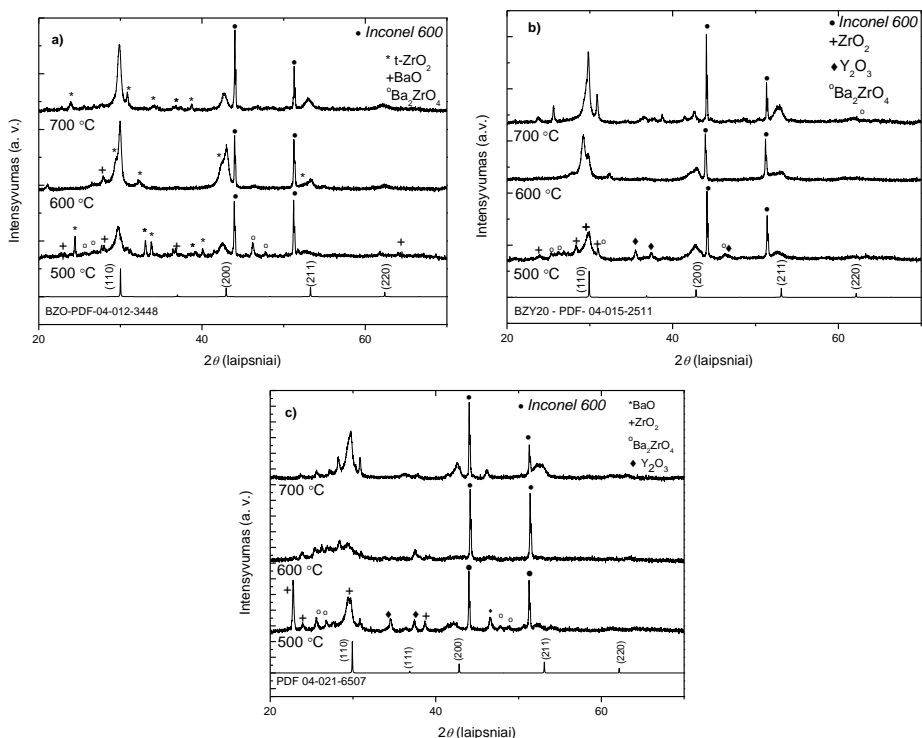 a)
• Inconel 600
* t-ZrO2
+BaO
°Ba2ZrO4
700 °C
600 °C
500 °C
(110)
(200)
(211)
(220)
BZO-PDF-04-012-3448
Intensyvumas (a. v.)
20
40
60
2θ (laipsniai)
b)
• Inconel 600
+ZrO2
♦ Y2O3
°Ba2ZrO4
700 °C
600 °C
500 °C
(110)
(200)
(211)
(220)
BZY20 - PDF- 04-015-2511
Intensyvumas (a.v.)
20
40
60
2θ (laipsniai)
c)
• Inconel 600
*BaO
+ZrO2
°Ba2ZrO4
♦ Y2O3
700 °C
600 °C
500 °C
(110)
(111)
(200)
(211)
(220)
PDF 04-021-6507
Intensyvumas (a. v.)
20
40
60
2θ (laipsniai)